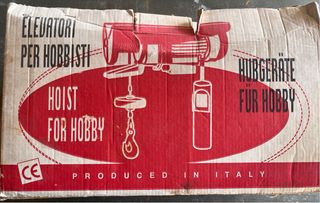 ELEVATORI
PER HOBBISTI
HOIST
FOR HOBBY
HUBGERÄTE
FÜR HOBBY
CE
PRODUCED IN ITALY